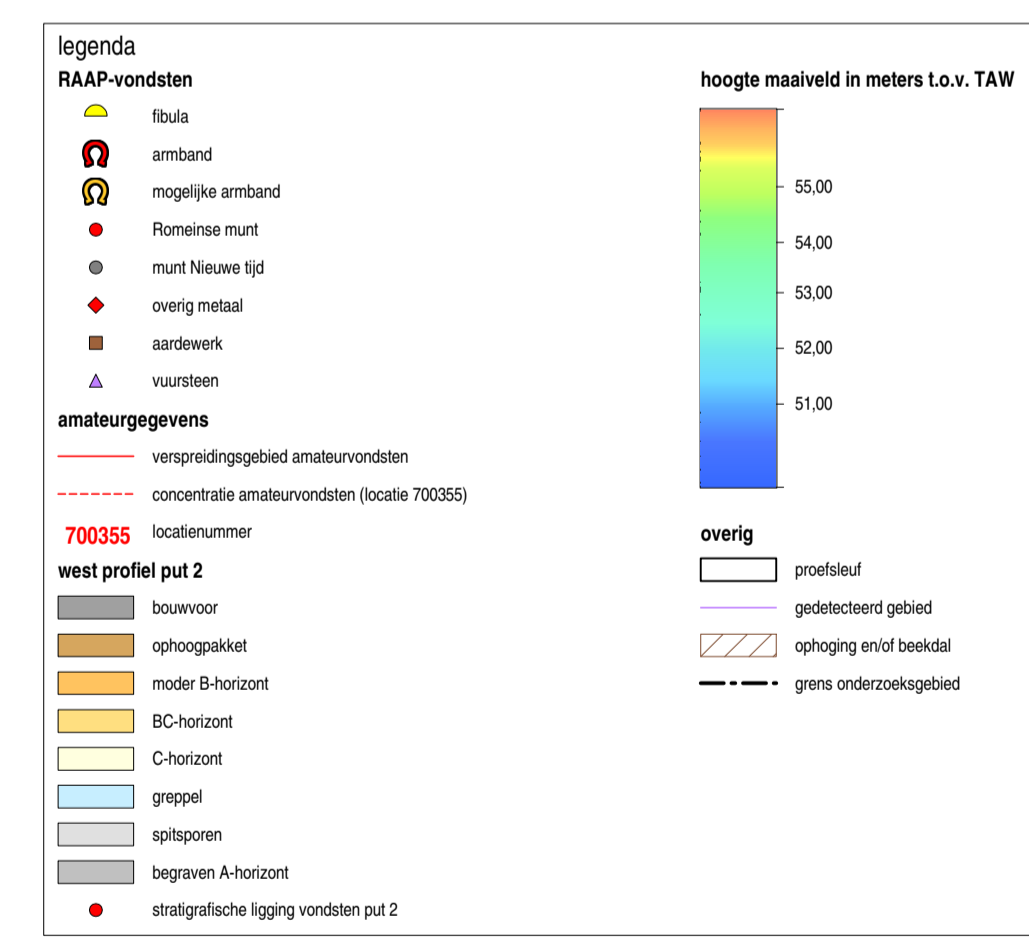 legenda
RAAP-vondsten
fibula
armband
mogelijke armband
Romeinse munt
munt Nieuwe tijd
overig metaal
aardewerk
vuursteen
amateurgegevens
verspreidingsgebied amateurvondsten
concentratie amateurvondsten (locatie 700355)
700355 locatienummer
west profiel put 2
bouwvoor
ophoogpakket
moder B-horizont
BC-horizont
C-horizont
greppel
spitsporen
begraven A-horizont
stratigrafische ligging vondsten put 2
hoogte maaiveld in meters t.o.v. TAW
55,00
54,00
53,00
52,00
51,00
overig
proefsleuf
gedetecteerd gebied
ophoging en/of beekdal
grens onderzoeksgebied